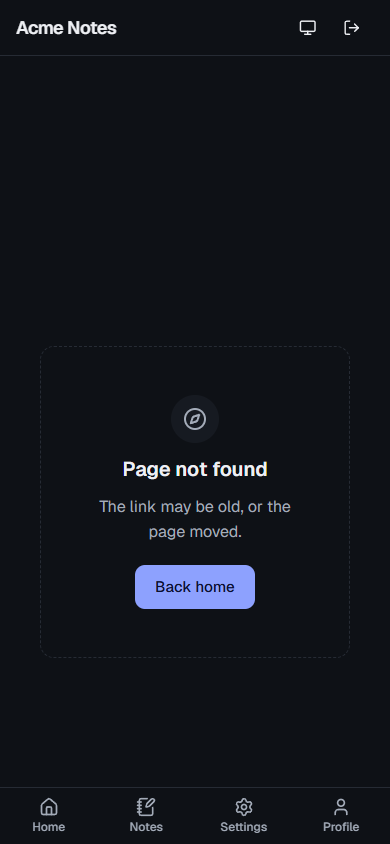 Acme Notes
Page not found
The link may be old, or the
page moved.
Back home
Home
Notes
Settings
Profile